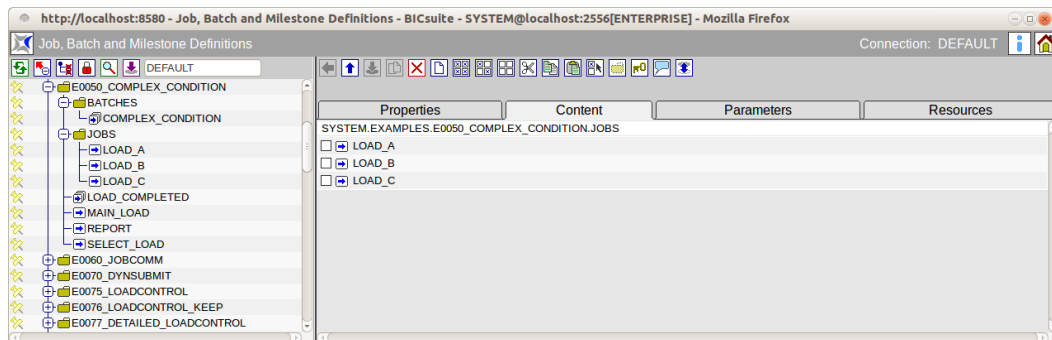 http://localhost:8580 - Job, Batch and Milestone Definitions - BICsuite - SYSTEM@localhost:2556[ENTERPRISE] - Mozilla Firefox
Job, Batch and Milestone Definitions
Connection: DEFAULT
DEFAULT
E0050_COMPLEX_CONDITION
BATCHES
COMPLEX_CONDITION
JOBS
LOAD_A
LOAD_B
LOAD_C
LOAD_COMPLETED
MAIN_LOAD
REPORT
SELECT_LOAD
E0060_JOBCOMM
E0070_DYNSUBMIT
E0075_LOADCONTROL
E0076_LOADCONTROL_KEEP
E0077_DETAILED_LOADCONTROL
Properties Content Parameters Resources
SYSTEM.EXAMPLES.E0050_COMPLEX_CONDITION.JOBS
LOAD_A
LOAD_B
LOAD_C